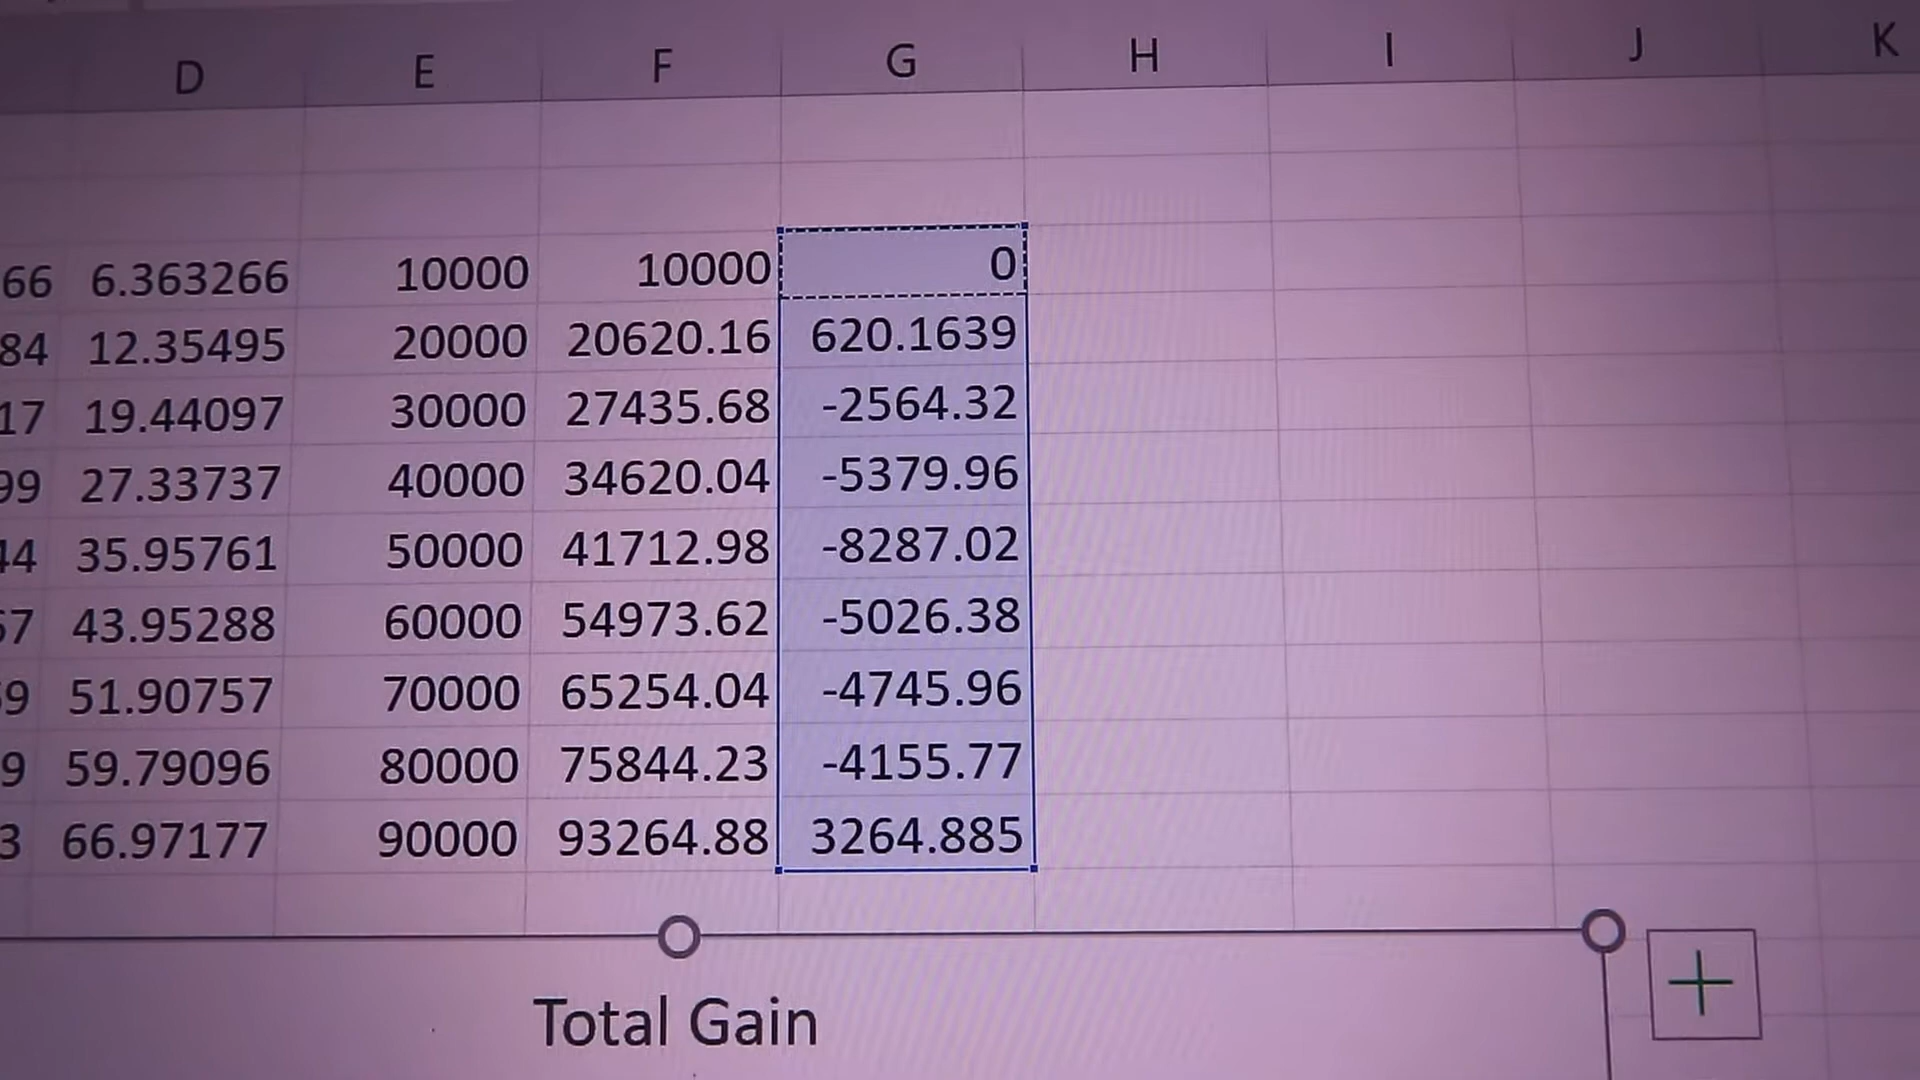 D E F G H I J K
66 6.363266 10000 10000 0
84 12.35495 20000 20620.16 620.1639
17 19.44097 30000 27435.68 -2564.32
99 27.33737 40000 34620.04 -5379.96
44 35.95761 50000 41712.98 -8287.02
67 43.95288 60000 54973.62 -5026.38
9 51.90757 70000 65254.04 -4745.96
9 59.79096 80000 75844.23 -4155.77
3 66.97177 90000 93264.88 3264.885
Total Gain